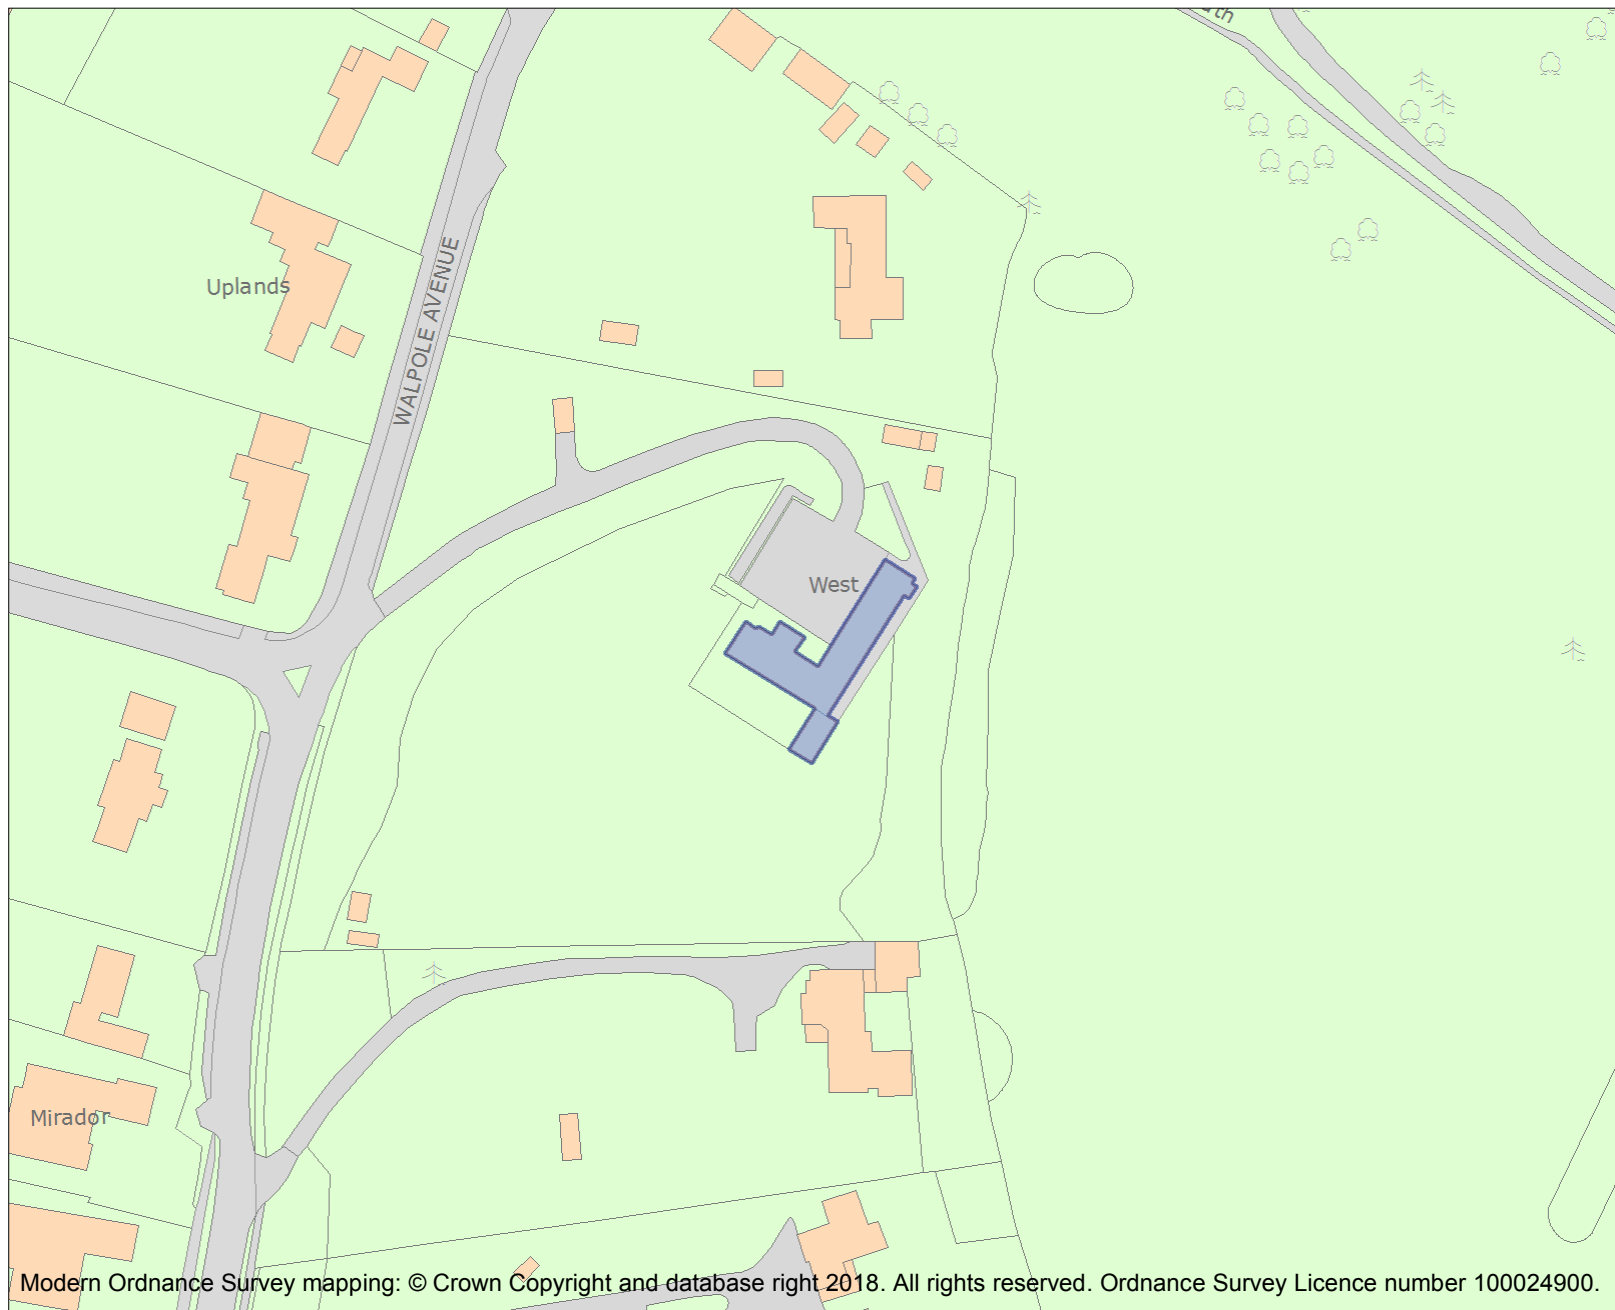 Uplands
WALPOLE AVENUE
West
Mirador
Modern Ordnance Survey mapping: © Crown Copyright and database right 2018. All rights reserved. Ordnance Survey Licence number 100024900.